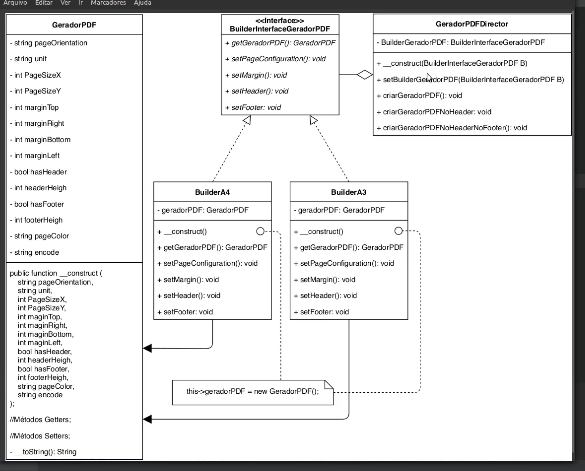 Arquivo Editar Ver Ir Marcadores Ajuda
GeradorPDF
- string pageOrientation
- string unit
- int PageSizeX
- int PageSizeY
- int marginTop
- int marginRight
- int marginBottom
- int marginLeft
- bool hasHeader
- int headerHeigh
- bool hasFooter
- int footerHeigh
- string pageColor
- string encode
public function __construct (
string pageOrientation,
string unit,
int PageSizeX,
int PageSizeY,
int maginTop,
int maginRight,
int maginBottom,
int maginLeft,
bool hasHeader,
int headerHeigh,
bool hasFooter,
int footerHeigh,
string pageColor,
string encode
);
//Métodos Getters;
//Métodos Setters;
- __toString(): String
<<Interface>>
BuilderInterfaceGeradorPDF
+ getGeradorPDF(): GeradorPDF
+ setPageConfiguration(): void
+ setMargin(): void
+ setHeader(): void
+ setFooter: void
GeradorPDFDirector
- BuilderGeradorPDF: BuilderInterfaceGeradorPDF
+ __construct(BuilderInterfaceGeradorPDF B)
+ setBuilderGeradorPDF(BuilderInterfaceGeradorPDF B)
+ criarGeradorPDF(): void
+ criarGeradorPDFNoHeader: void
+ criarGeradorPDFNoHeaderNoFooter(): void
BuilderA4
- geradorPDF: GeradorPDF
+ __construct()
+ getGeradorPDF(): GeradorPDF
+ setPageConfiguration(): void
+ setMargin(): void
+ setHeader(): void
+ setFooter: void
BuilderA3
- geradorPDF: GeradorPDF
+ __construct()
+ getGeradorPDF(): GeradorPDF
+ setPageConfiguration(): void
+ setMargin(): void
+ setHeader(): void
+ setFooter: void
this->geradorPDF = new GeradorPDF();